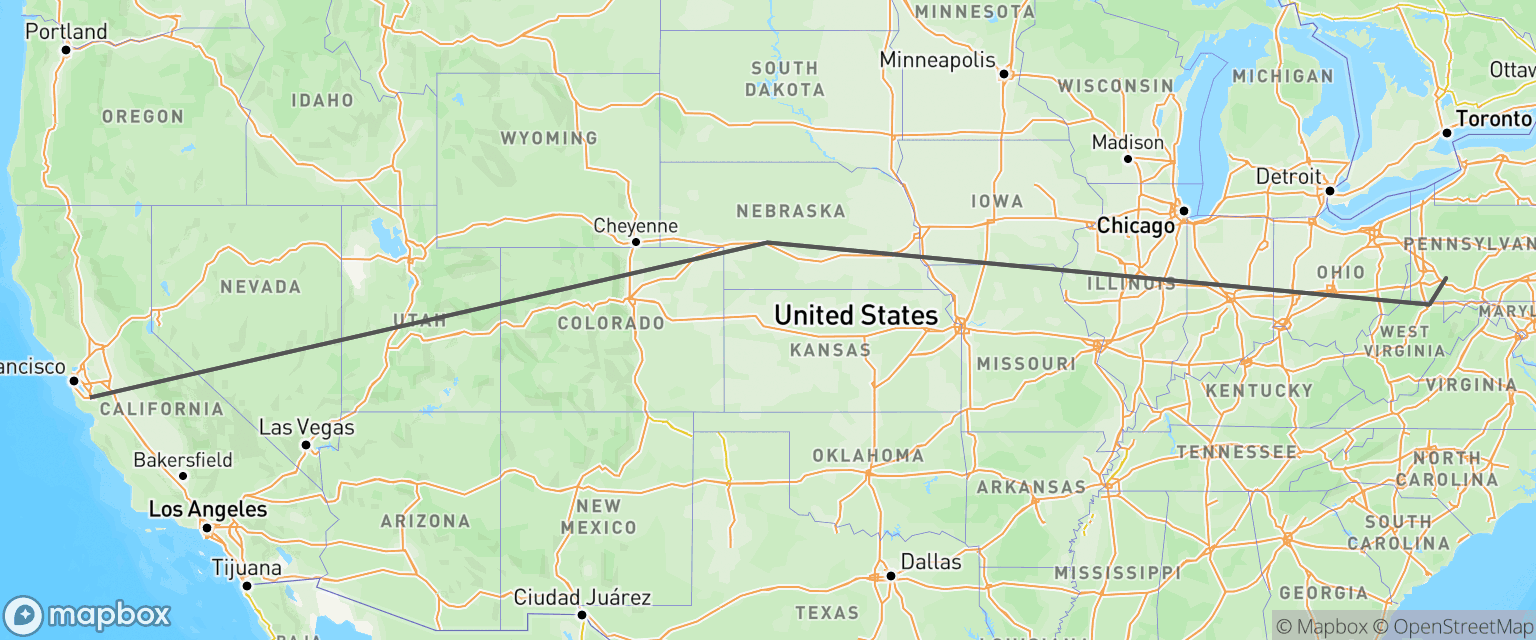 Portland
MINNESOTA
Minneapolis
SOUTH
DAKOTA
WISCONSIN
MICHIGAN
Ottaw
IDAHO
OREGON
WYOMING
Toronto
Madison
Detroit
IOWA
NEBRASKA
Cheyenne
Chicago
PENNSYLVAN
OHIO
NEVADA
ILLINOIS
UTAH
COLORADO
United States
MARYL
WEST
VIRGINIA
KANSAS
MISSOURI
ancisco
CALIFORNIA
KENTUCKY
VIRGINIA
Las Vegas
Bakersfield
OKLAHOMA
TENNESSEE
NORTH
CAROLINA
ARKANSAS
Los Angeles
ARIZONA
NEW
MEXICO
SOUTH
CAROLINA
Tijuana
Dallas
MISSISSIPPI
Ciudad Juárez
TEXAS
GEORGIA
mapbox
© Mapbox © OpenStreetMap